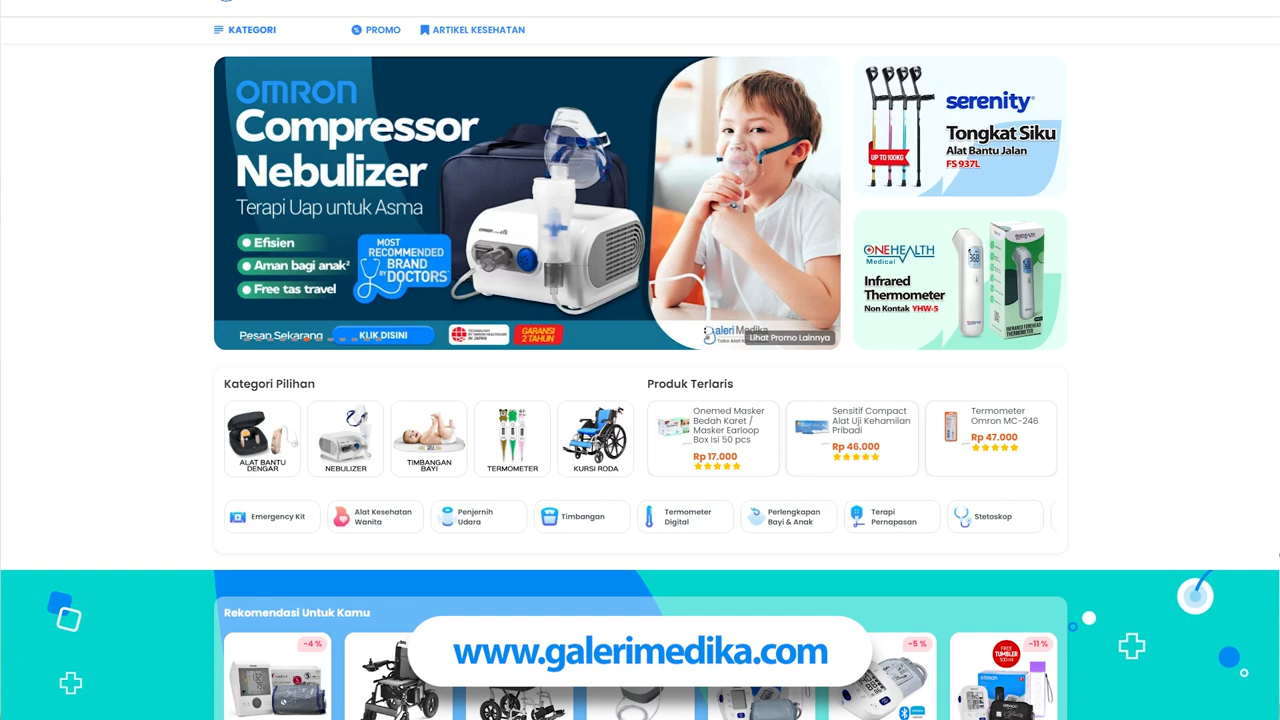 KATEGORI
PROMO
ARTIKEL KESEHATAN
OMRON
Compressor
Nebulizer
Terapi Uap untuk Asma
Efisien
Aman bagi anak²
Free tas travel
MOST
RECOMMENDED
BRAND
BY DOCTORS*
Pesan Sekarang
KLIK DISINI
GARANSI
2 TAHUN
Galeri Medika
Lihat Promo Lainnya
serenity
Tongkat Siku
Alat Bantu Jalan
FS 937L
UP TO 100KG
ONEHEALTH
Medical
Infrared
Thermometer
Non Kontak YHW-5
Kategori Pilihan
ALAT BANTU
DENGAR
NEBULIZER
TIMBANGAN
BAYI
TERMOMETER
KURSI RODA
Produk Terlaris
Onemed Masker
Bedah Karet /
Masker Earloop
Box Isi 50 pcs
Rp 17.000
Sensitif Compact
Alat Uji Kehamilan
Pribadi
Rp 46.000
Termometer
Omron MC-246
Rp 47.000
Emergency Kit
Alat Kesehatan
Wanita
Penjernih
Udara
Timbangan
Termometer
Digital
Perlengkapan
Bayi & Anak
Terapi
Pernapasan
Stetoskop
Rekomendasi Untuk Kamu
-4 %
-5 %
-11 %
FREE
TUMBLER
500 ml
OMRON
www.galerimedika.com